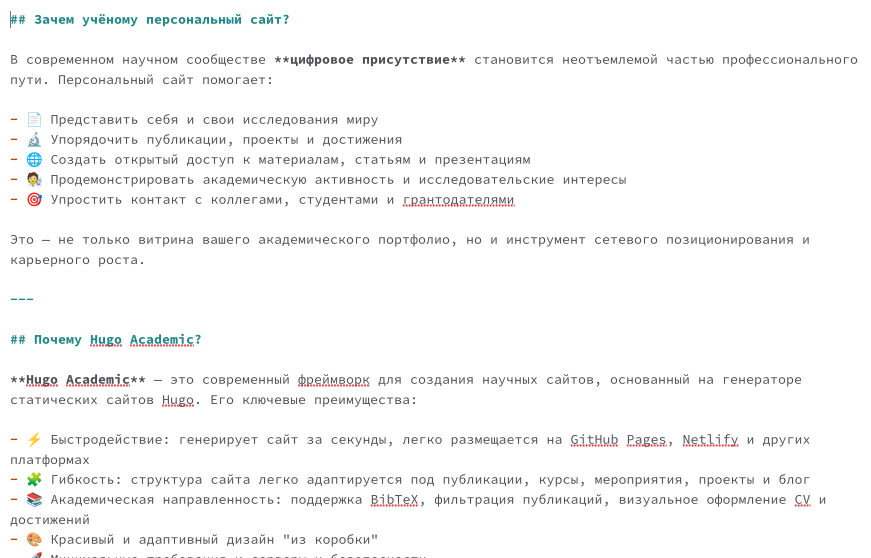 ## Зачем учёному персональный сайт?
В современном научном сообществе **цифровое присутствие** становится неотъемлемой частью профессионального
пути. Персональный сайт помогает:
- 📄 Представить себя и свои исследования миру
- 🔬 Упорядочить публикации, проекты и достижения
- 🌐 Создать открытый доступ к материалам, статьям и презентациям
- 🧑‍🔬 Продемонстрировать академическую активность и исследовательские интересы
- 🎯 Упростить контакт с коллегами, студентами и грантодателями
Это — не только витрина вашего академического портфолио, но и инструмент сетевого позиционирования и
карьерного роста.
---
## Почему Hugo Academic?
**Hugo Academic** — это современный фреймворк для создания научных сайтов, основанный на генераторе
статических сайтов Hugo. Его ключевые преимущества:
- ⚡ Быстродействие: генерирует сайт за секунды, легко размещается на GitHub Pages, Netlify и других
платформах
- 🧩 Гибкость: структура сайта легко адаптируется под публикации, курсы, мероприятия, проекты и блог
- 📚 Академическая направленность: поддержка BibTeX, фильтрация публикаций, визуальное оформление CV и
достижений
- 🎨 Красивый и адаптивный дизайн "из коробки"